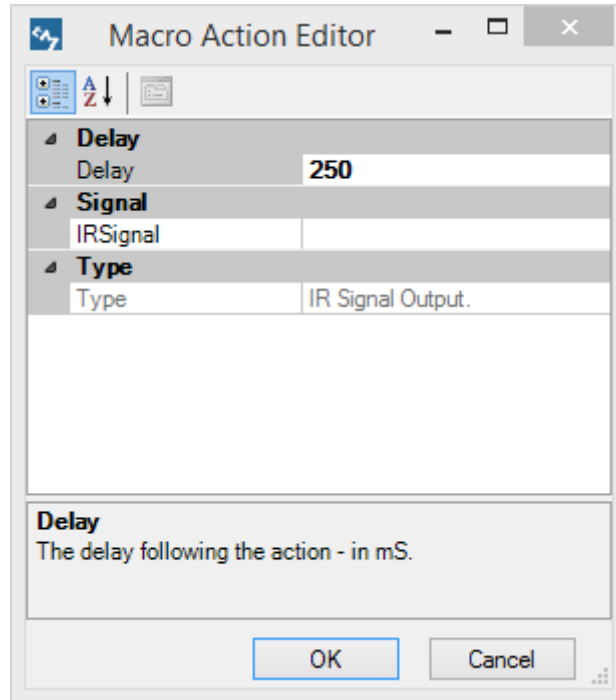 Macro Action Editor
Delay
Delay 250
Signal
IRSignal
Type
Type IR Signal Output.
Delay
The delay following the action - in mS.
OK Cancel